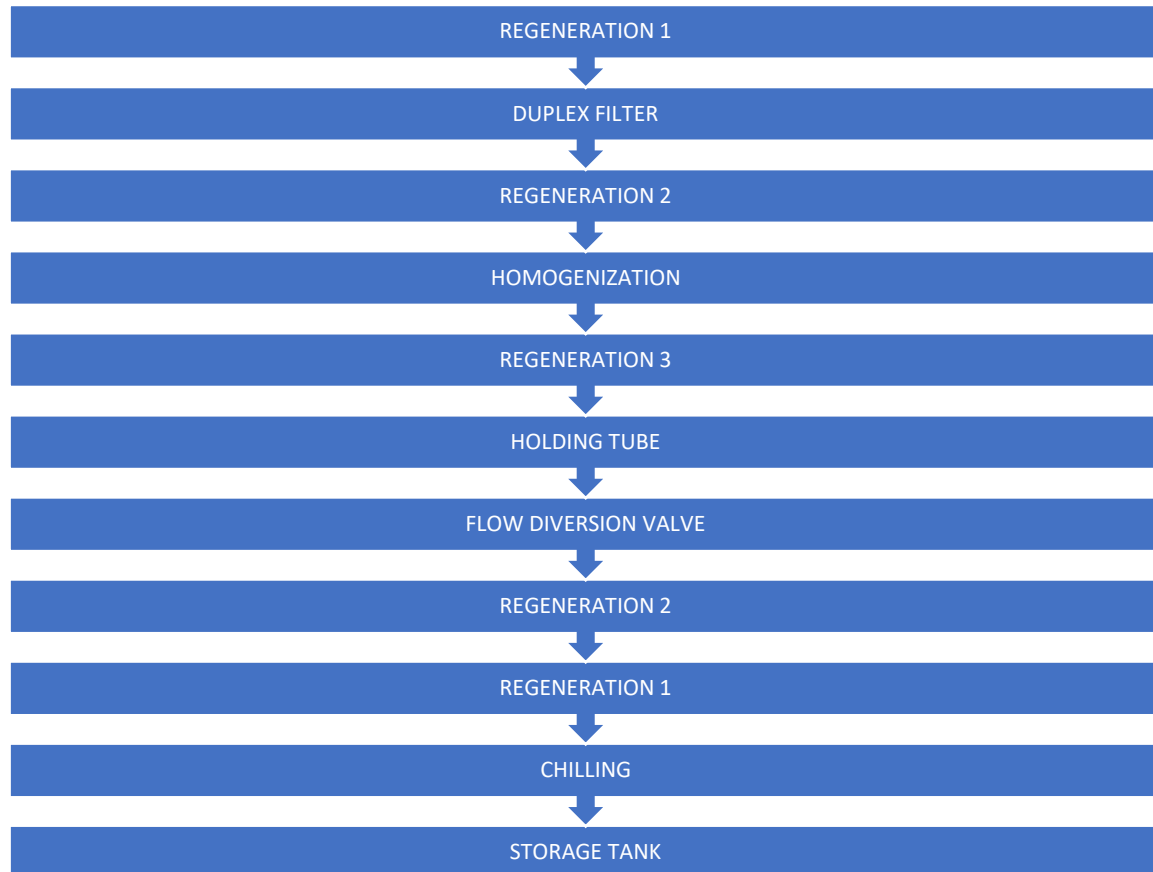 REGENERATION 1
DUPLEX FILTER
REGENERATION 2
HOMOGENIZATION
REGENERATION 3
HOLDING TUBE
FLOW DIVERSION VALVE
REGENERATION 2
REGENERATION 1
CHILLING
STORAGE TANK